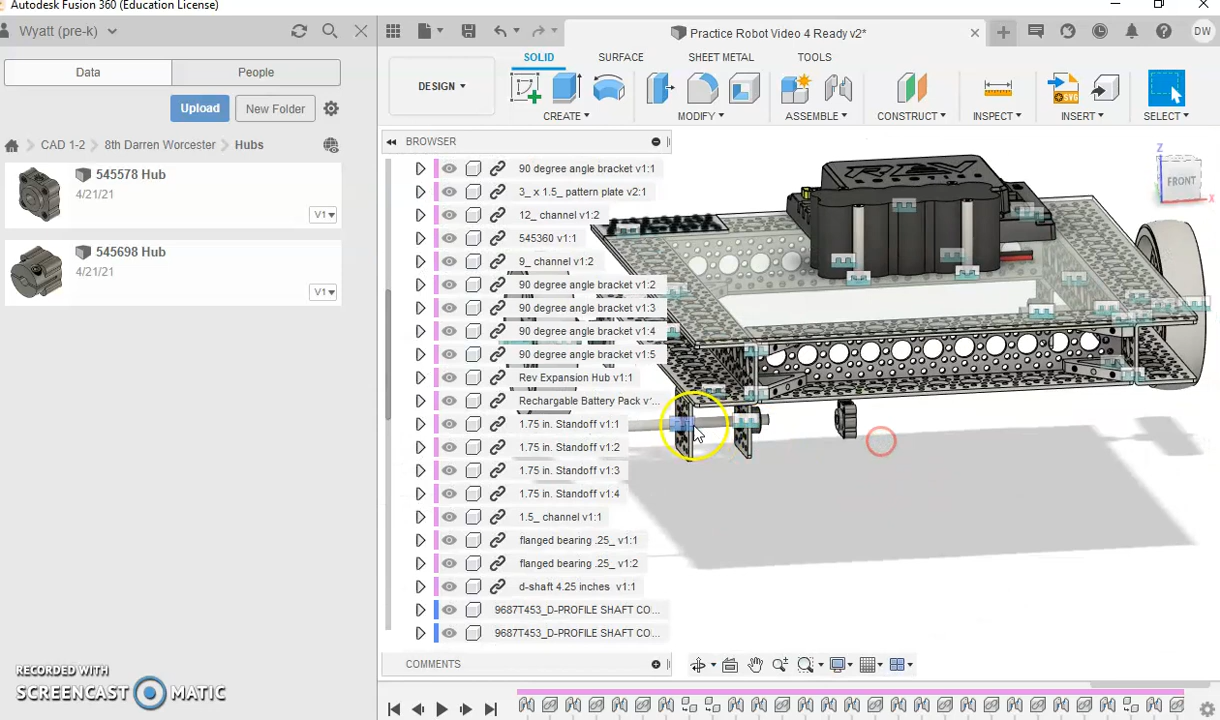 Autodesk Fusion 360 (Education License)
Wyatt (pre-k)
Practice Robot Video 4 Ready v2*
DW
Data
People
Upload
New Folder
CAD 1-2
8th Darren Worcester
Hubs
545578 Hub
4/21/21
V1
545698 Hub
4/21/21
V1
DESIGN
SOLID
SURFACE
SHEET METAL
TOOLS
CREATE
MODIFY
ASSEMBLE
CONSTRUCT
INSPECT
INSERT
SELECT
SVG
BROWSER
90 degree angle bracket v1:1
3_ x 1.5_ pattern plate v2:1
12_ channel v1:2
545360 v1:1
9_ channel v1:2
90 degree angle bracket v1:2
90 degree angle bracket v1:3
90 degree angle bracket v1:4
90 degree angle bracket v1:5
Rev Expansion Hub v1:1
Rechargable Battery Pack v'...
1.75 in. Standoff v1:1
1.75 in. Standoff v1:2
1.75 in. Standoff v1:3
1.75 in. Standoff v1:4
1.5_ channel v1:1
flanged bearing .25_ v1:1
flanged bearing .25_ v1:2
d-shaft 4.25 inches v1:1
9687T453_D-PROFILE SHAFT CO...
9687T453_D-PROFILE SHAFT CO...
REV
Z
FRONT
X
COMMENTS
RECORDED WITH
SCREENCAST MATIC